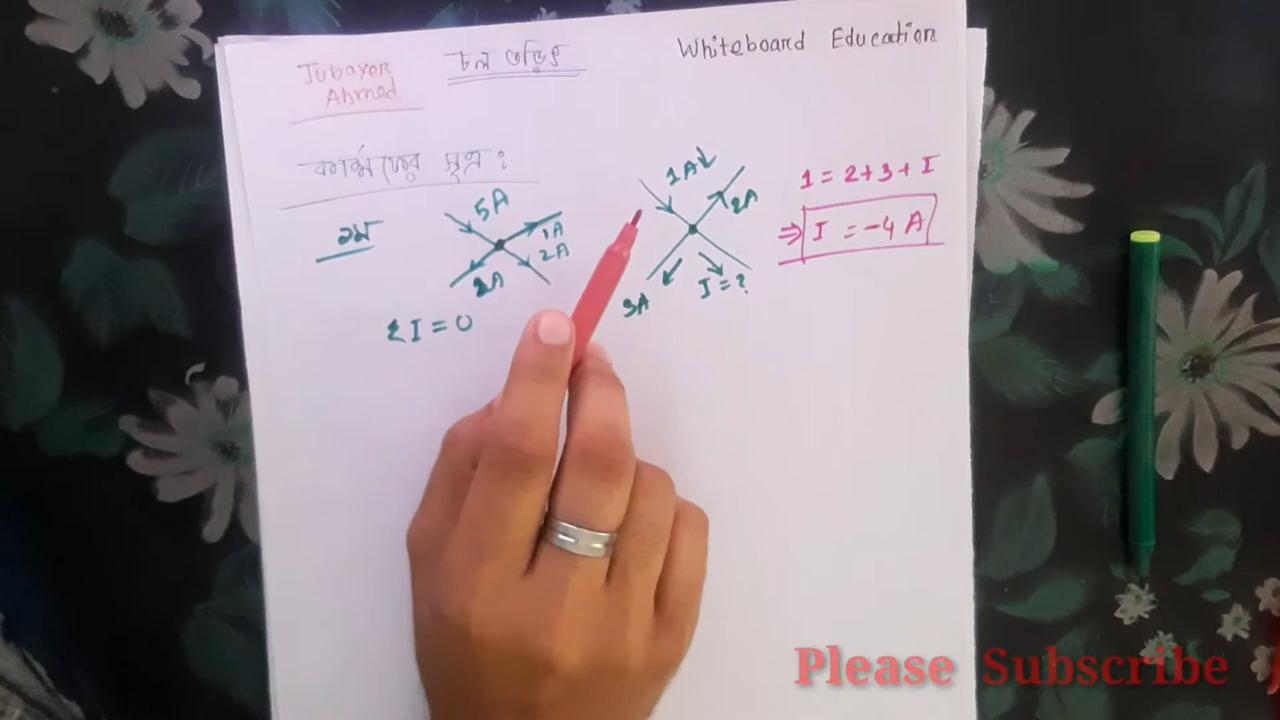 Jubayer
Ahmed
চল তড়িৎ
Whiteboard Education
কার্শফের সূত্র :
১ম
5A
1A
2A
2A
ΣI = 0
1A↓
2A
3A
I = ?
1 = 2+3+I
⇒ I = -4 A
Please Subscribe